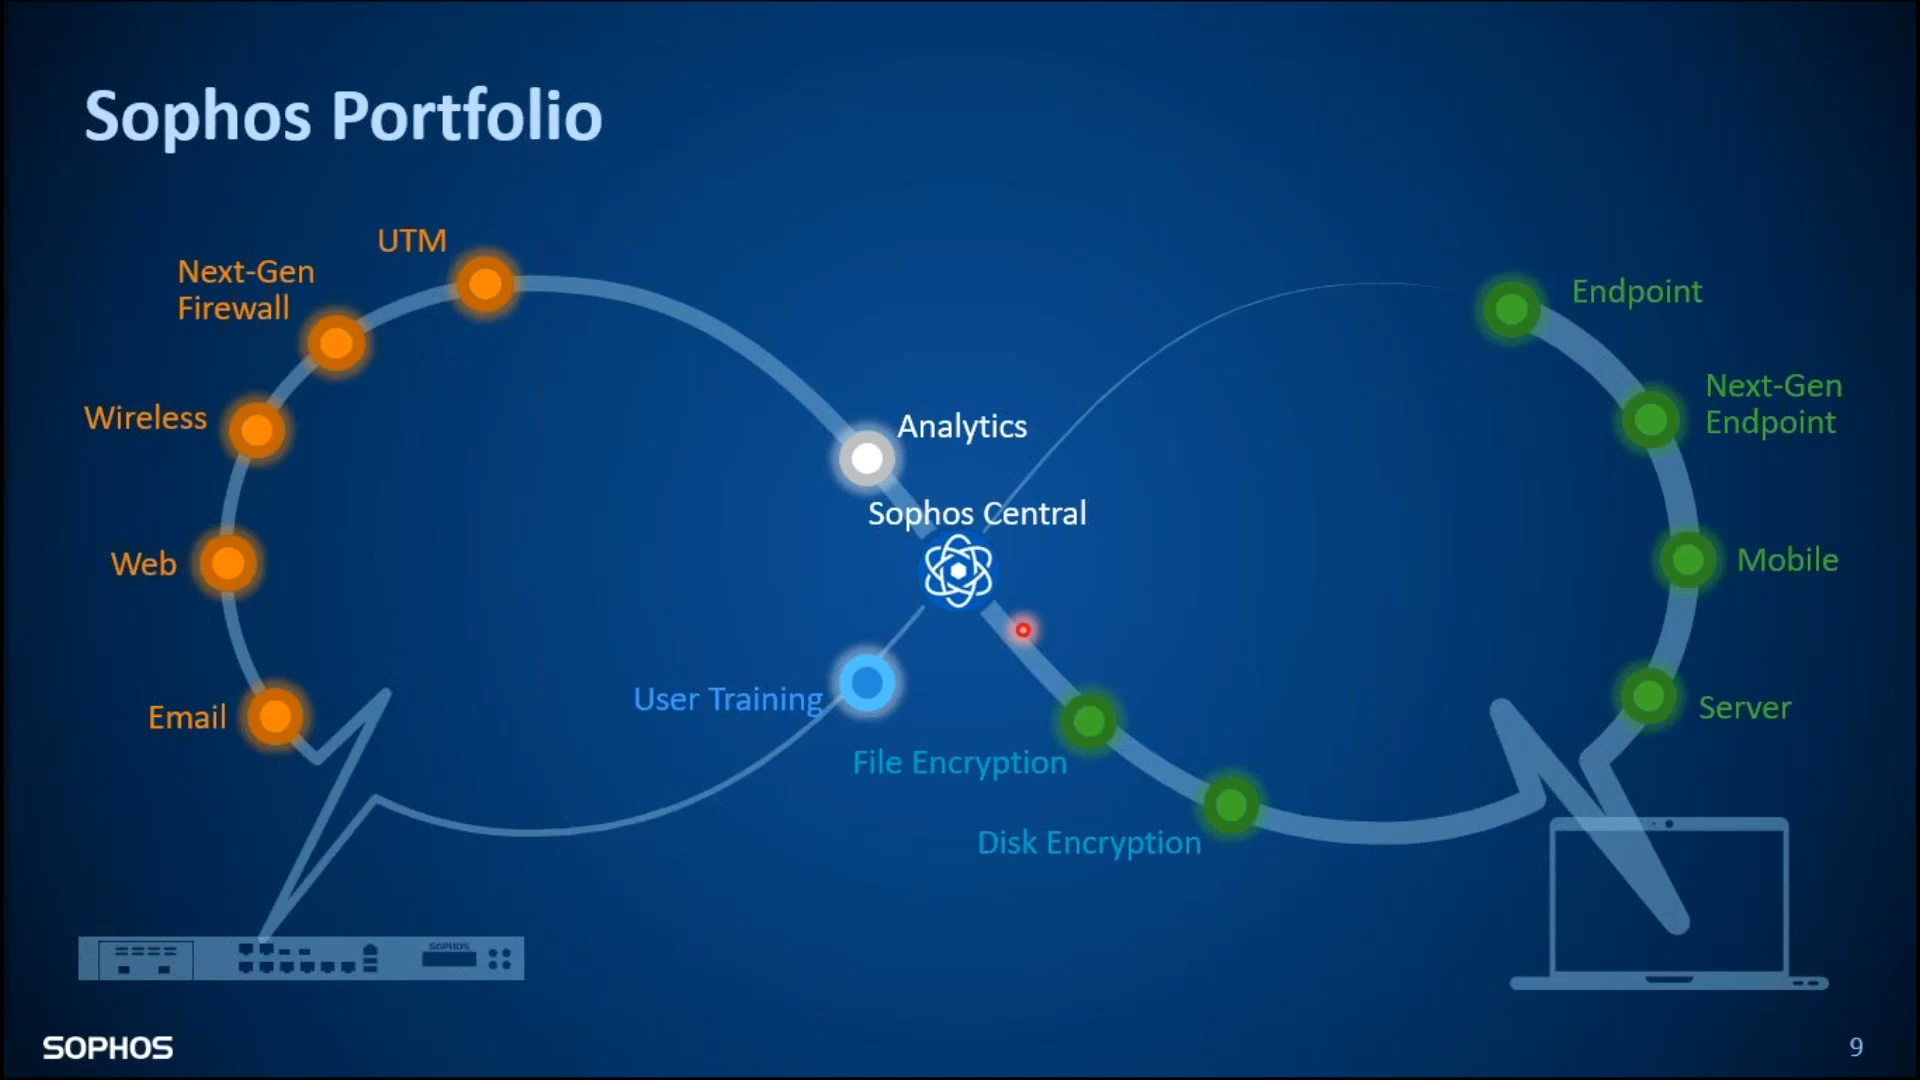 Sophos Portfolio
UTM
Next-Gen
Firewall
Wireless
Web
Email
Analytics
Sophos Central
User Training
File Encryption
Disk Encryption
Endpoint
Next-Gen
Endpoint
Mobile
Server
SOPHOS
SOPHOS
9